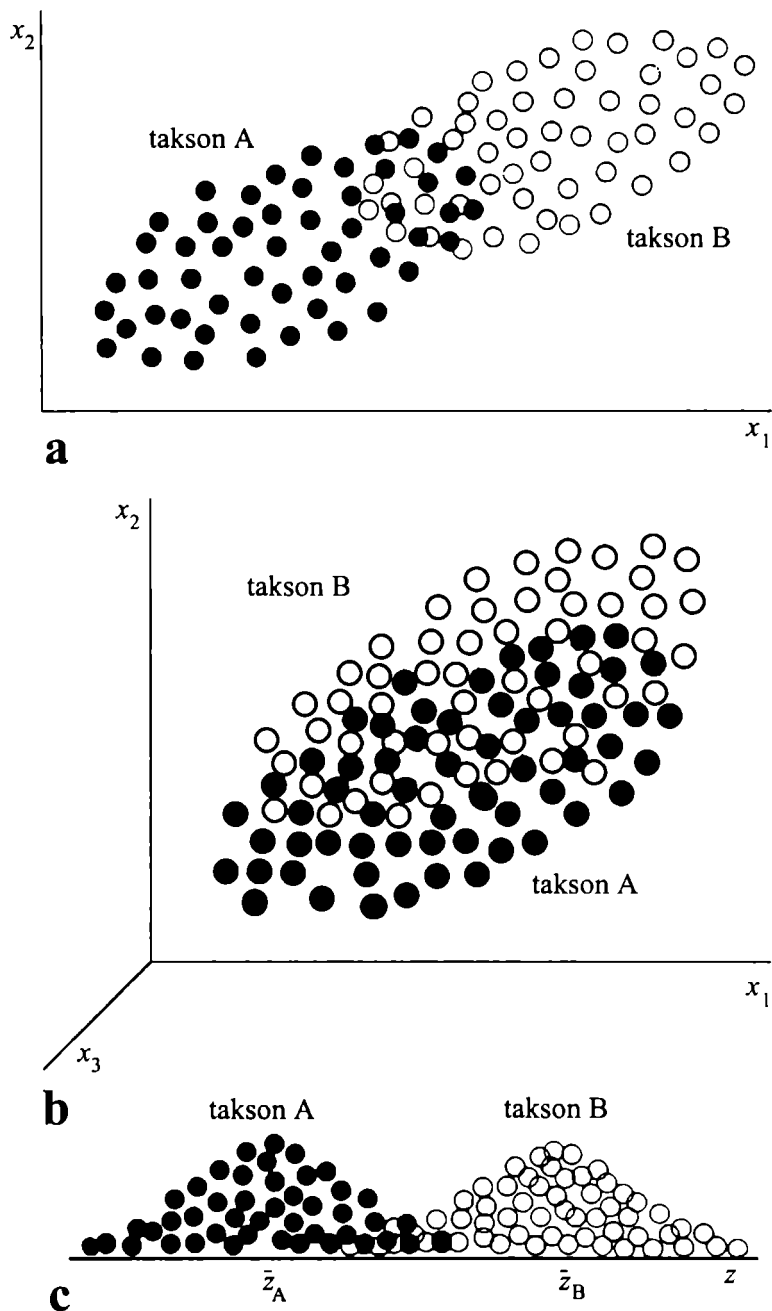 x₂
takson A
takson B
x₁
a
x₂
takson B
takson A
x₁
x₃
b
takson A takson B
z̄A z̄B z
c